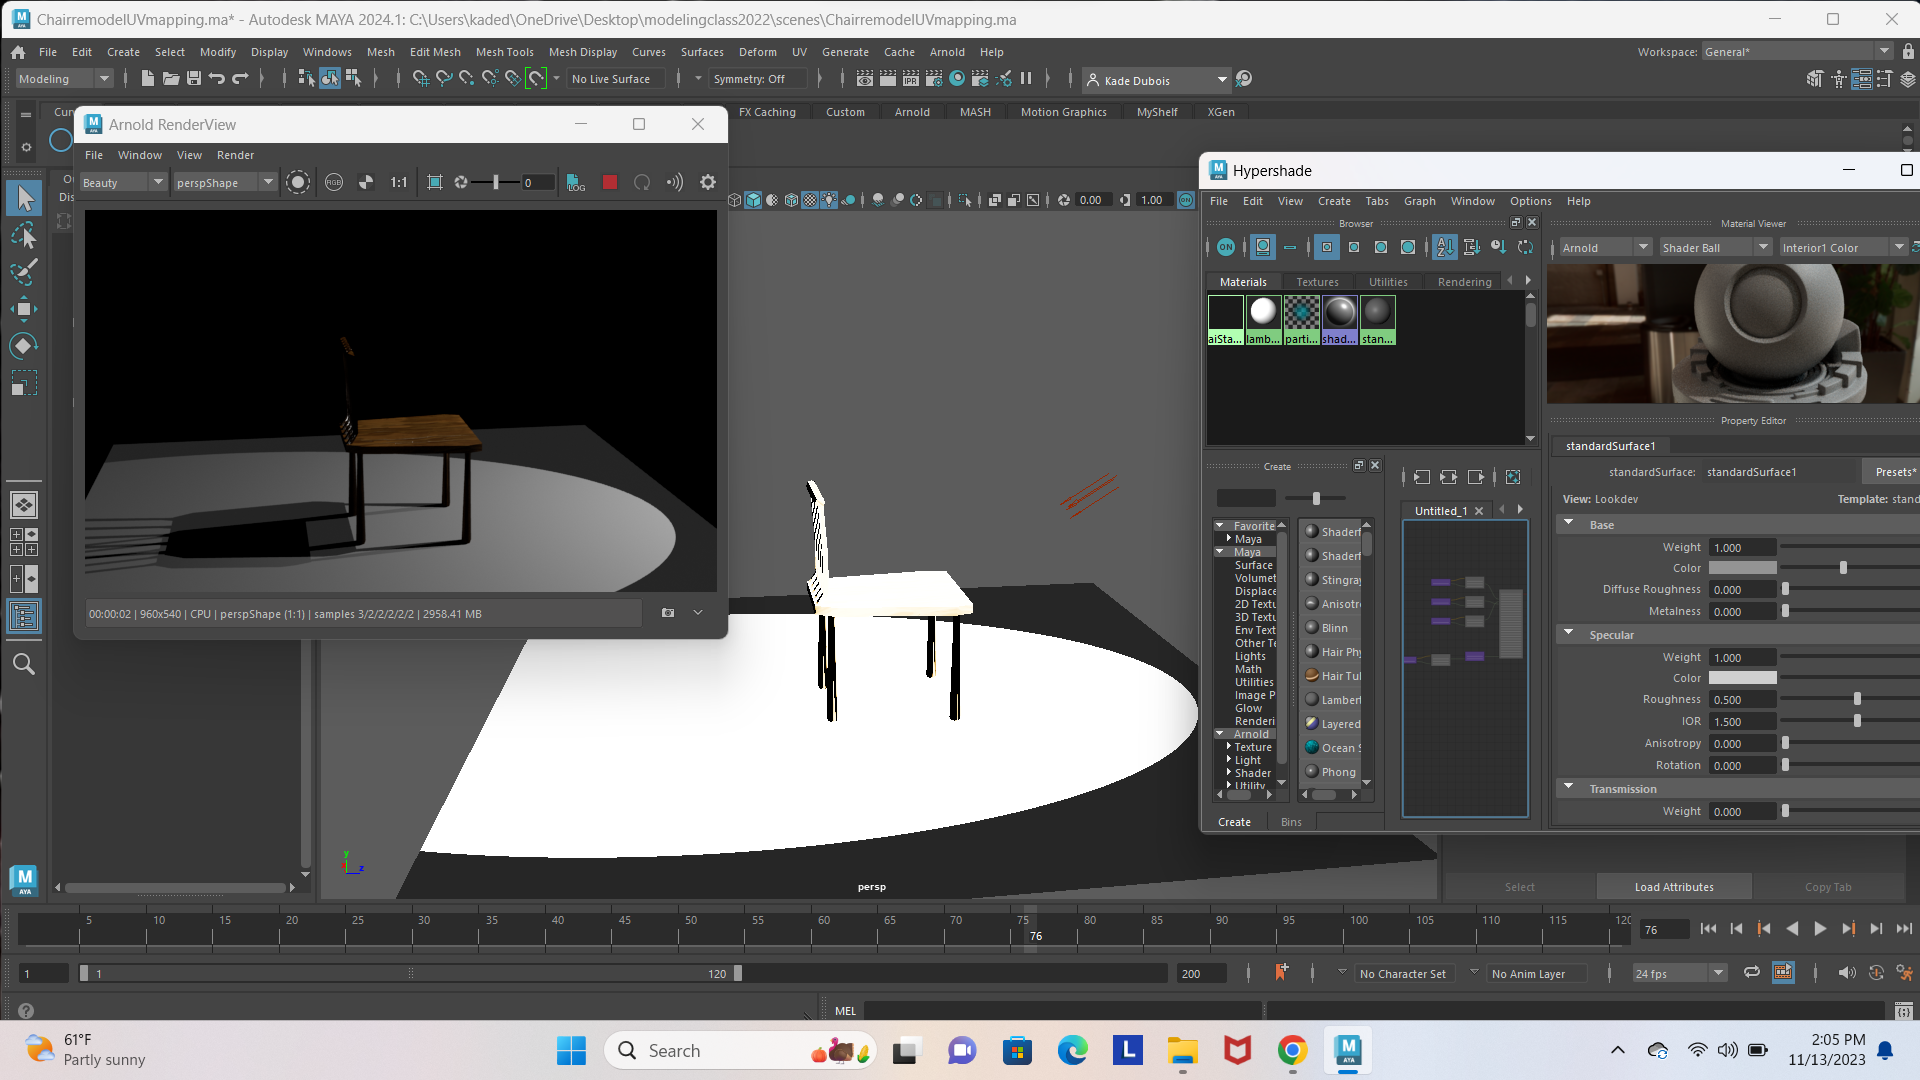 ChairremodelUVmapping.ma* - Autodesk MAYA 2024.1: C:\Users\kaded\OneDrive\Desktop\modelingclass2022\scenes\ChairremodelUVmapping.ma
File Edit Create Select Modify Display Windows Mesh Edit Mesh Mesh Tools Mesh Display Curves Surfaces Deform UV Generate Cache Arnold Help
Workspace: General*
Modeling
No Live Surface
Symmetry: Off
Kade Dubois
FX Caching Custom Arnold MASH Motion Graphics MyShelf XGen
Arnold RenderView
File Window View Render
Beauty
perspShape
RGB
1:1
0
LOG
00:00:02 | 960x540 | CPU | perspShape (1:1) | samples 3/2/2/2/2/2 | 2958.41 MB
IPR
0.00
1.00
Hypershade
File Edit View Create Tabs Graph Window Options Help
Browser
ON
Materials Textures Utilities Rendering
aiSta... lamb... parti... shad... stan...
Material Viewer
Arnold
Shader Ball
Interior1 Color
Property Editor
standardSurface1
standardSurface: standardSurface1
Presets*
View: Lookdev
Template: stand
Base
Weight 1.000
Color
Diffuse Roughness 0.000
Metalness 0.000
Specular
Weight 1.000
Color
Roughness 0.500
IOR 1.500
Anisotropy 0.000
Rotation 0.000
Transmission
Weight 0.000
Create
Favorite
Maya
Maya
Surface
Volumet
Displace
2D Textu
3D Textu
Env Text
Other Te
Lights
Math
Utilities
Image P
Glow
Renderi
Arnold
Texture
Light
Shader
Utility
Shaderf
Shaderf
Stingray
Anisotro
Blinn
Hair Phy
Hair Tul
Lambert
Layered
Ocean S
Phong
Create Bins
Untitled_1
y
z
persp
Select
Load Attributes
Copy Tab
5 10 15 20 25 30 35 40 45 50 55 60 65 70 75 80 85 90 95 100 105 110 115 120
76
76
1
1
120
200
No Character Set
No Anim Layer
24 fps
MEL
61°F
Partly sunny
Search
2:05 PM
11/13/2023